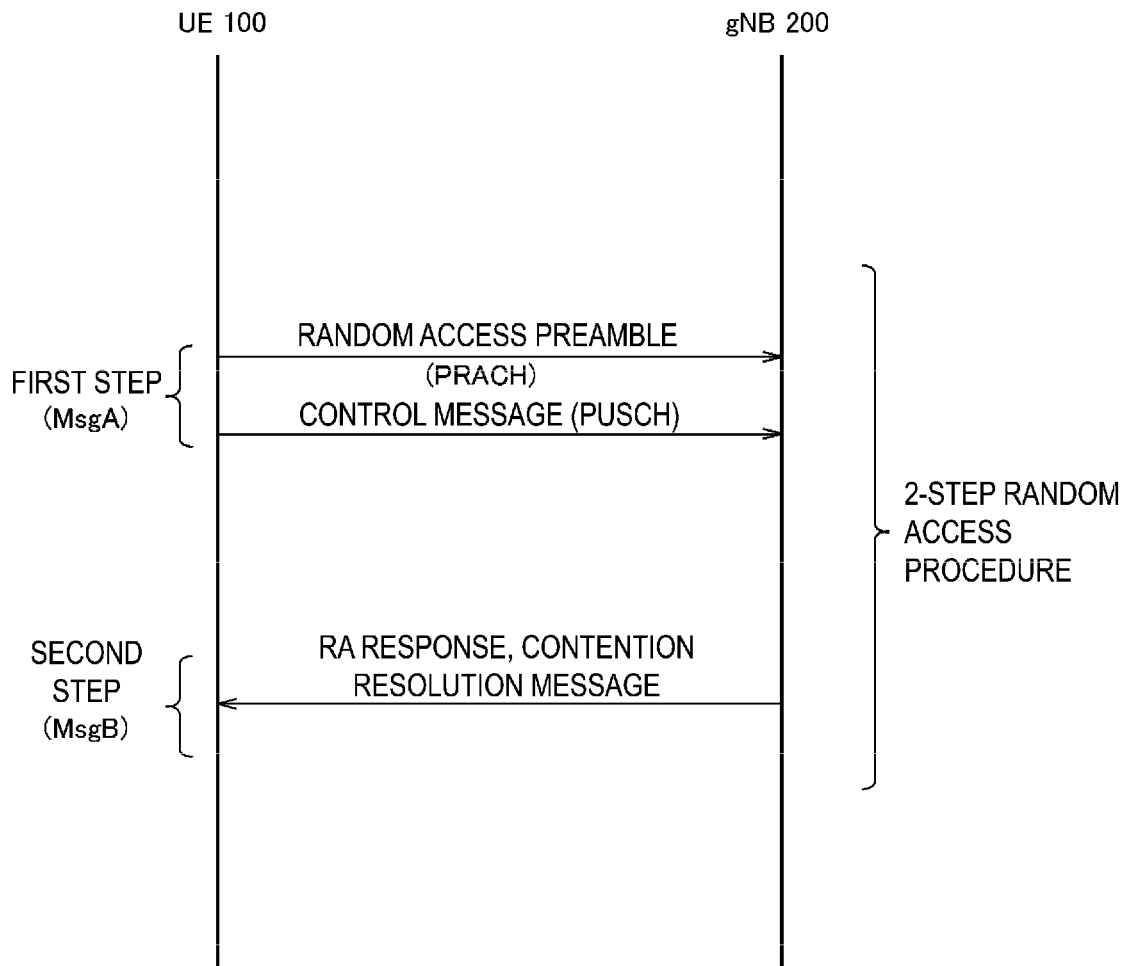 UE 100
gNB 200
RANDOM ACCESS PREAMBLE
(PRACH)
FIRST STEP
(MsgA)
CONTROL MESSAGE (PUSCH)
2-STEP RANDOM
ACCESS
PROCEDURE
SECOND
STEP
(MsgB)
RA RESPONSE, CONTENTION
RESOLUTION MESSAGE